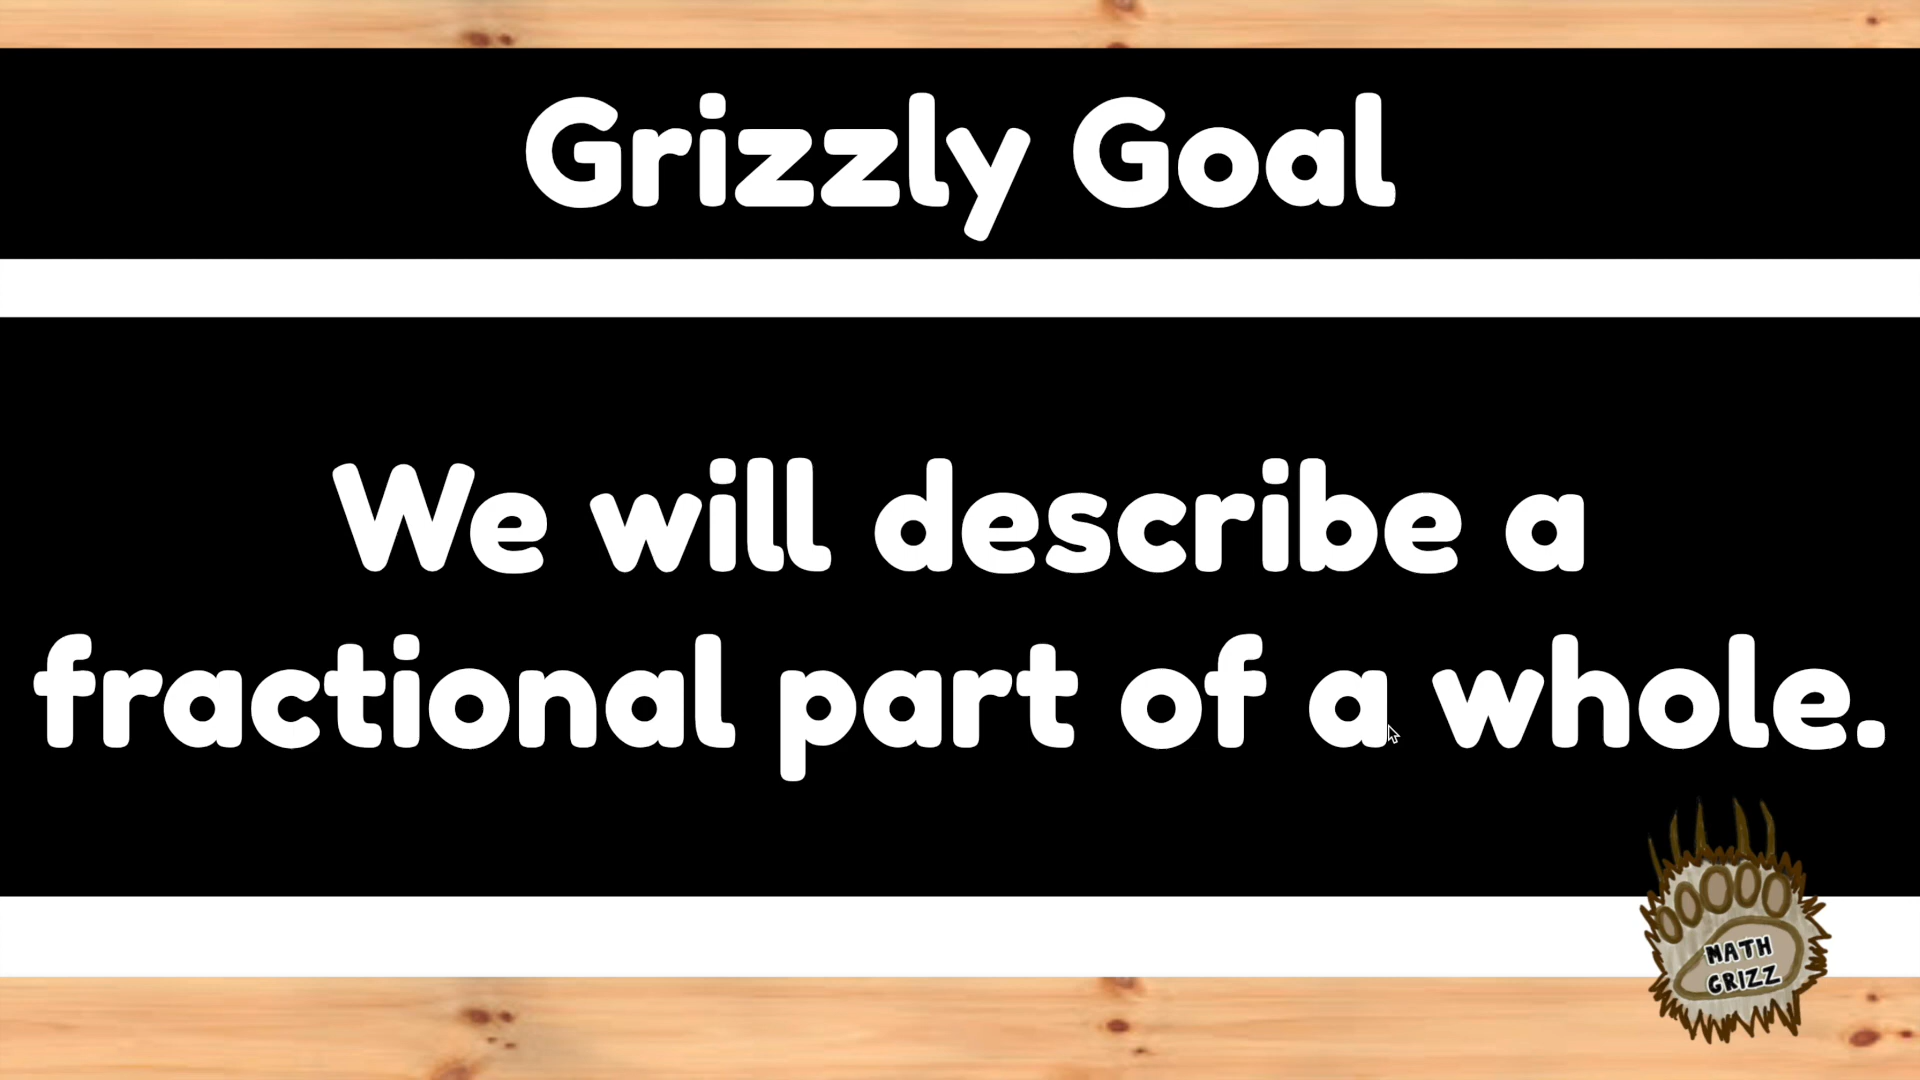 Grizzly Goal
We will describe a
fractional part of a whole.
MATH
GRIZZ